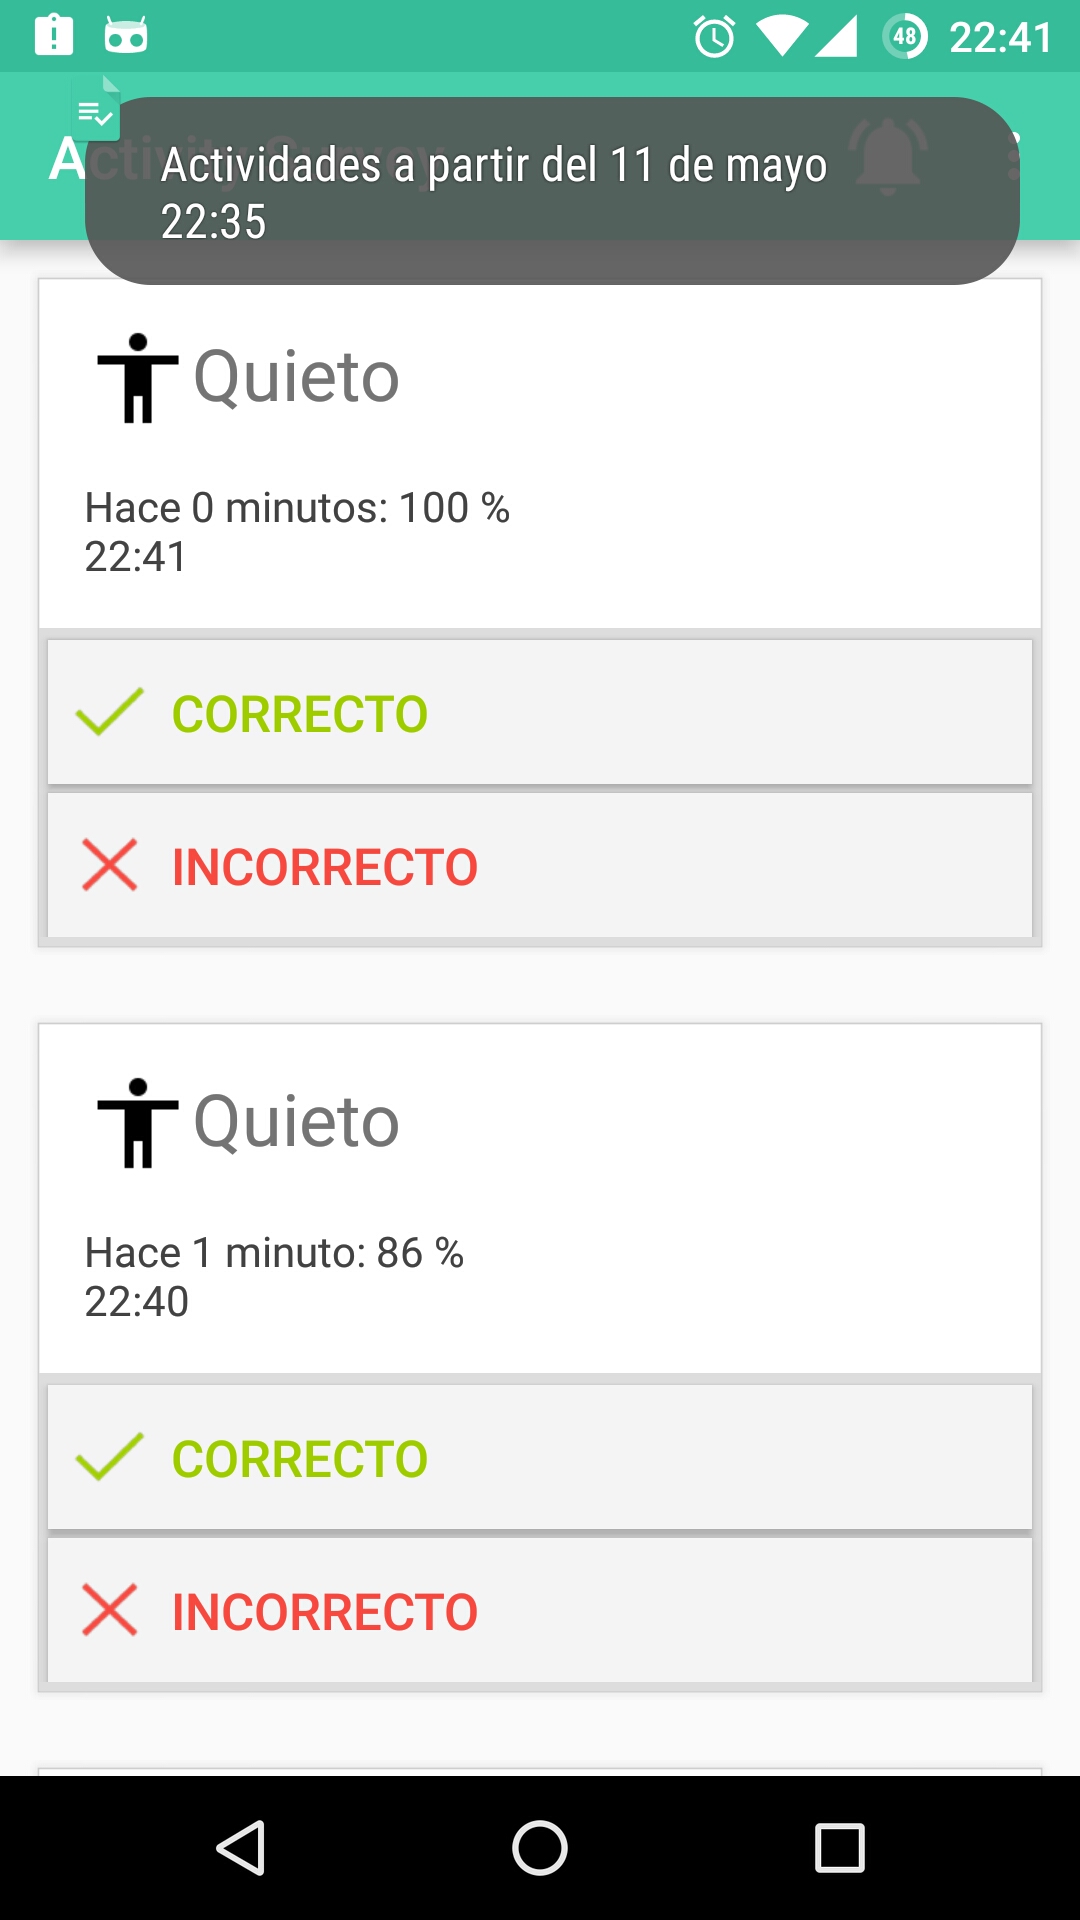 48 22:41
Activity Survey
Actividades a partir del 11 de mayo
22:35
Quieto
Hace 0 minutos: 100 %
22:41
CORRECTO
INCORRECTO
Quieto
Hace 1 minuto: 86 %
22:40
CORRECTO
INCORRECTO